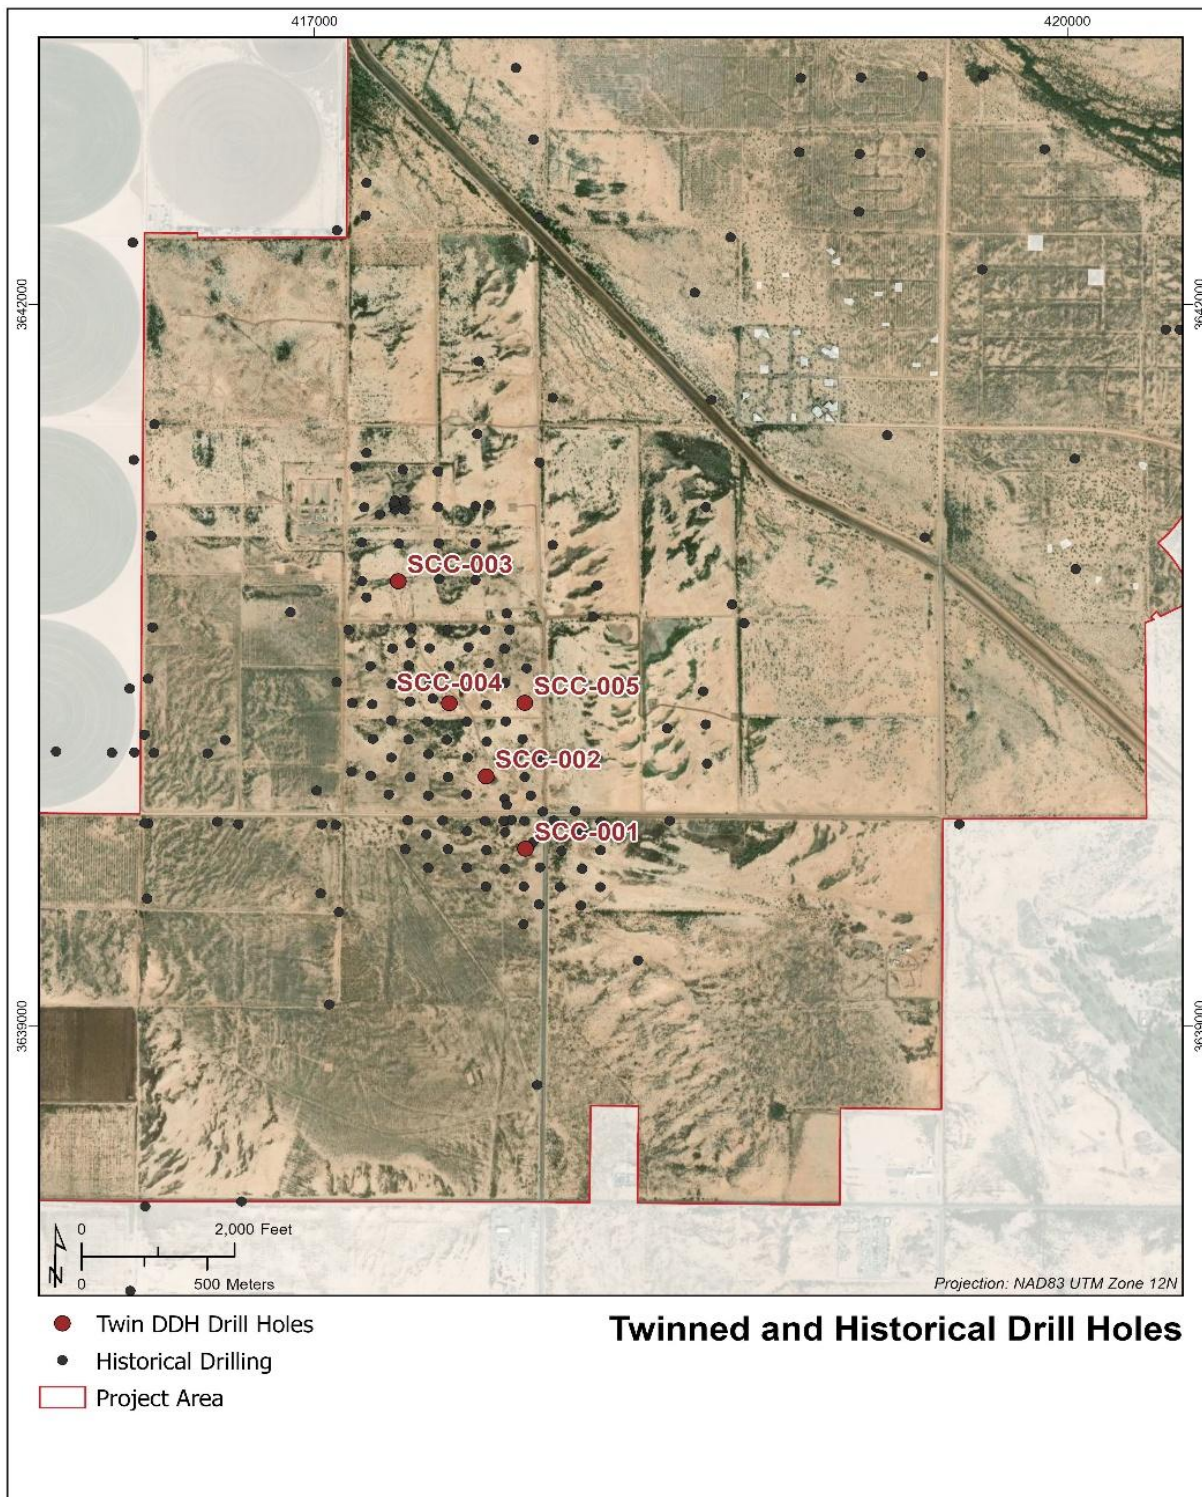 417000
420000
3642000
3642000
SCC-003
SCC-004
SCC-005
SCC-002
SCC-001
3639000
3639000
0
2,000 Feet
N
0
500 Meters
Projection: NAD83 UTM Zone 12N
Twin DDH Drill Holes
Twinned and Historical Drill Holes
Historical Drilling
Project Area